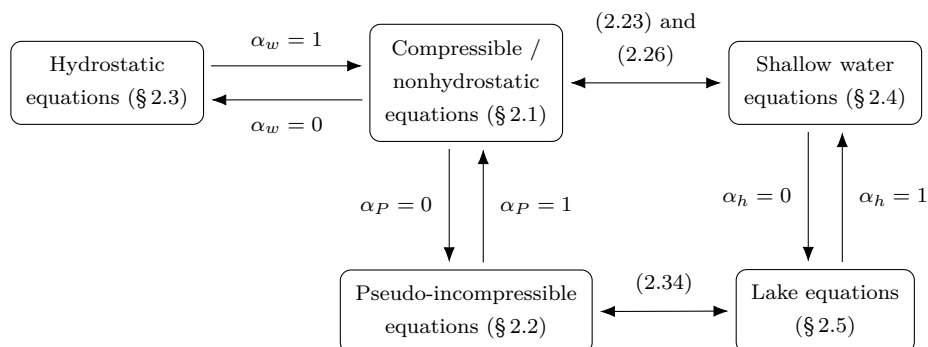 Hydrostatic
equations (§ 2.3)
α_w = 1
α_w = 0
Compressible /
nonhydrostatic
equations (§ 2.1)
(2.23) and
(2.26)
Shallow water
equations (§ 2.4)
α_P = 0
α_P = 1
α_h = 0
α_h = 1
Pseudo-incompressible
equations (§ 2.2)
(2.34)
Lake equations
(§ 2.5)